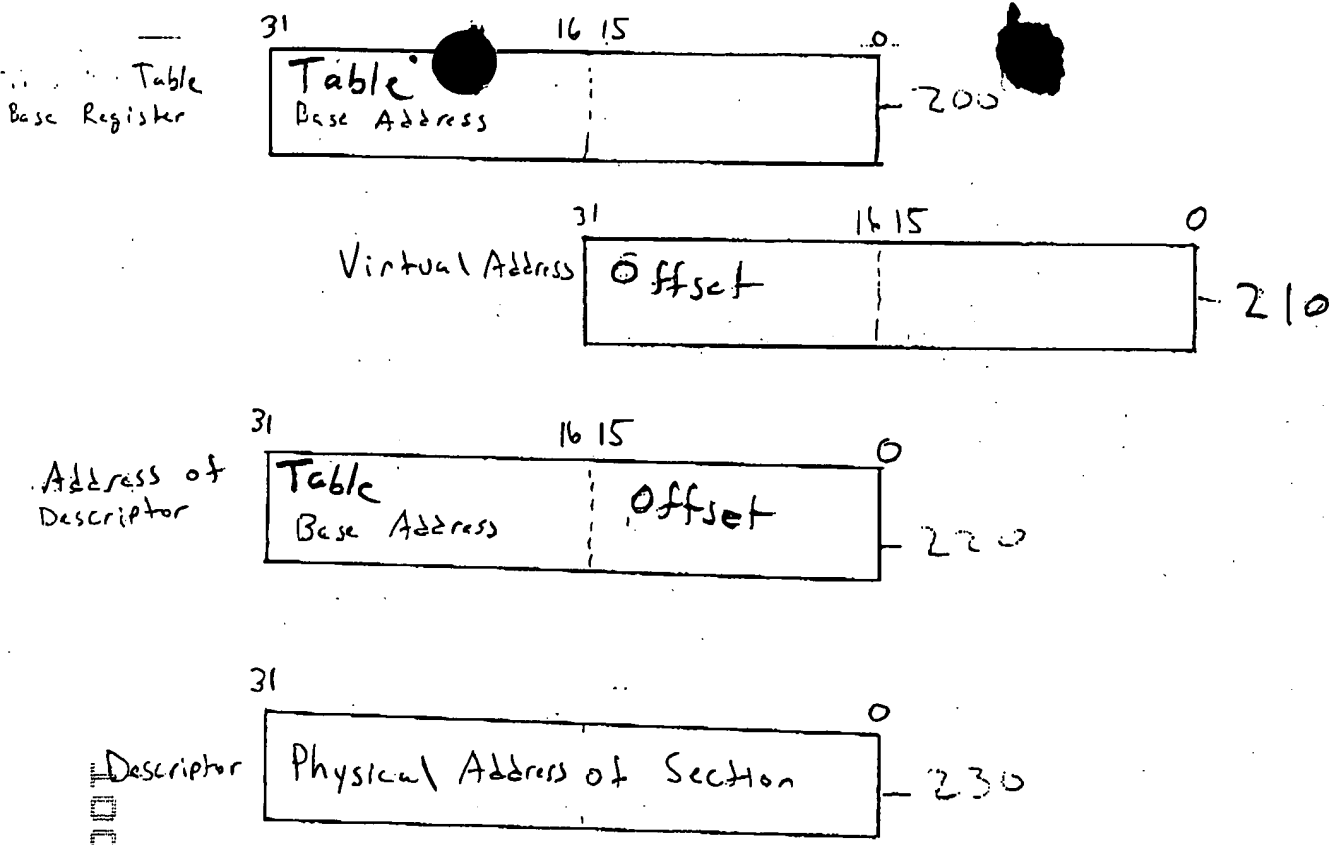 31 16 15 0
Table
Base Register
Table
Base Address
200
31 16 15 0
Virtual Address
Offset
210
31 16 15 0
Address of
Descriptor
Table
Base Address
Offset
220
31 0
Descriptor
Physical Address of Section
230